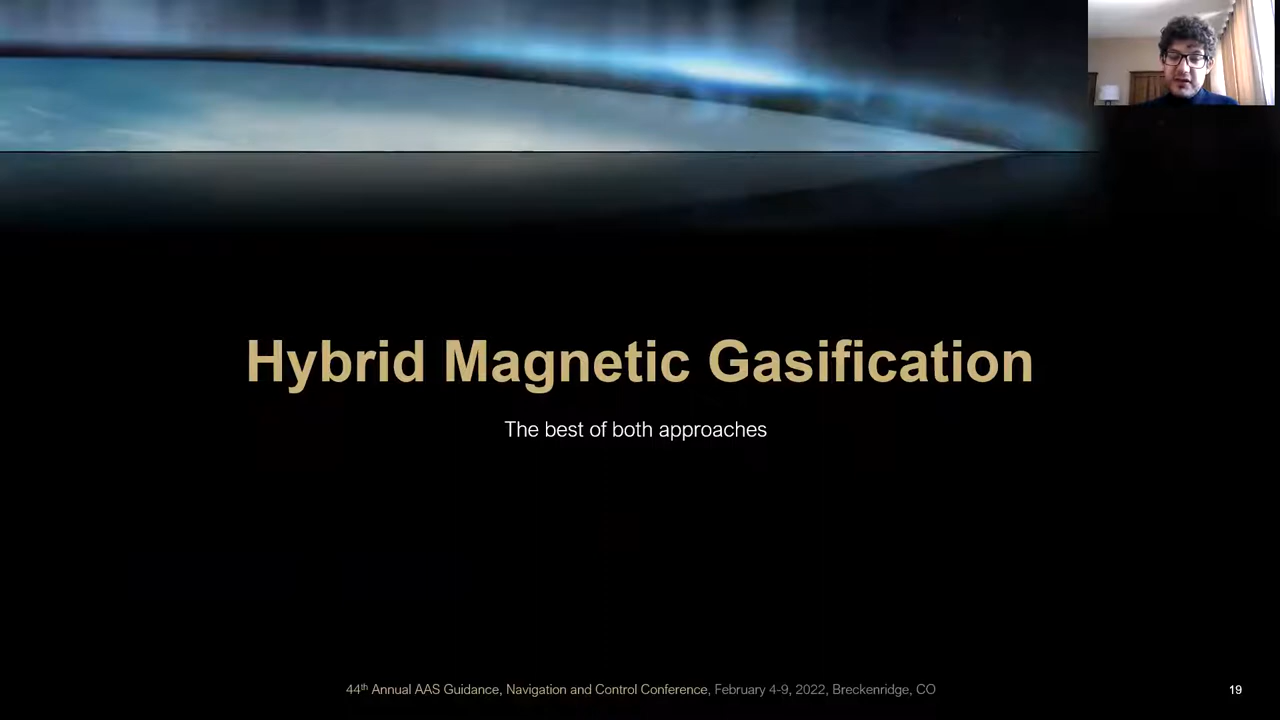 Hybrid Magnetic Gasification
The best of both approaches
44th Annual AAS Guidance, Navigation and Control Conference, February 4-9, 2022, Breckenridge, CO
19